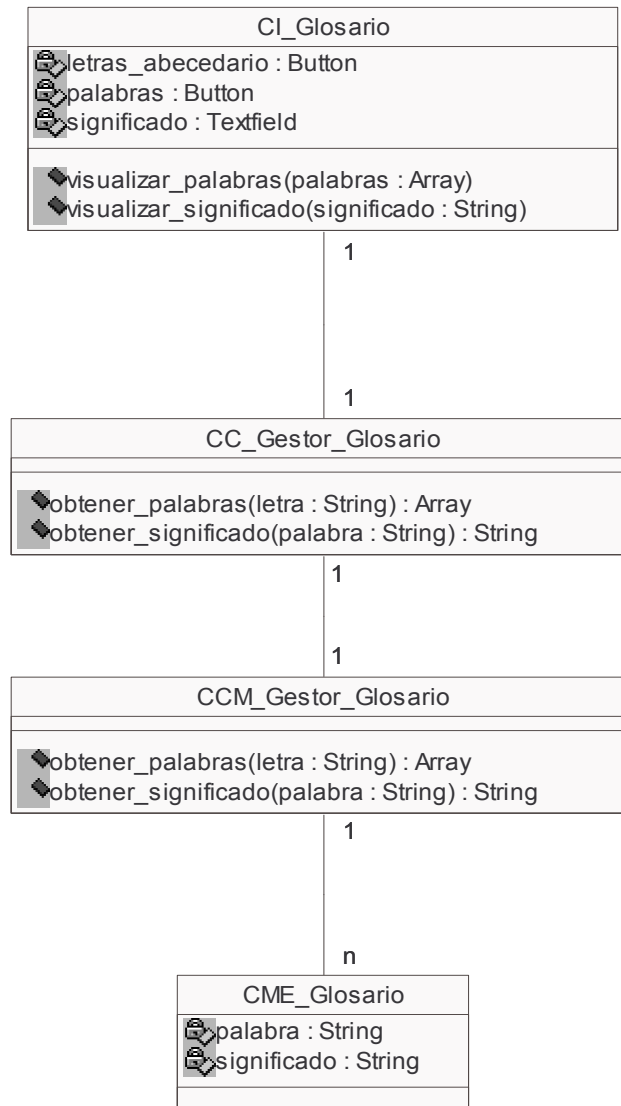 CI_Glosario
letras_abecedario : Button
palabras : Button
significado : Textfield
visualizar_palabras(palabras : Array)
visualizar_significado(significado : String)
1
1
CC_Gestor_Glosario
obtener_palabras(letra : String) : Array
obtener_significado(palabra : String) : String
1
1
CCM_Gestor_Glosario
obtener_palabras(letra : String) : Array
obtener_significado(palabra : String) : String
1
n
CME_Glosario
palabra : String
significado : String